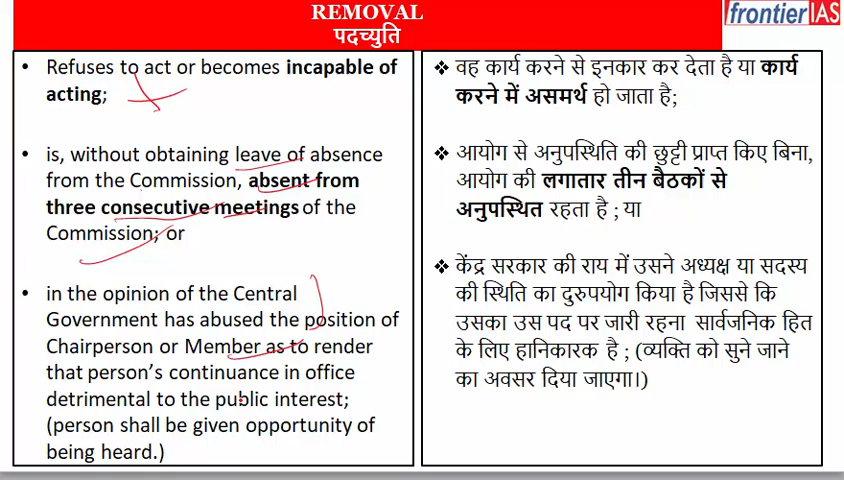 REMOVAL
पदच्युति
frontierIAS
• Refuses to act or becomes incapable of
acting;
• is, without obtaining leave of absence
from the Commission, absent from
three consecutive meetings of the
Commission; or
• in the opinion of the Central
Government has abused the position of
Chairperson or Member as to render
that person's continuance in office
detrimental to the public interest;
(person shall be given opportunity of
being heard.)
❖ वह कार्य करने से इनकार कर देता है या कार्य
करने में असमर्थ हो जाता है;
❖ आयोग से अनुपस्थिति की छुट्टी प्राप्त किए बिना,
आयोग की लगातार तीन बैठकों से
अनुपस्थित रहता है ; या
❖ केंद्र सरकार की राय में उसने अध्यक्ष या सदस्य
की स्थिति का दुरुपयोग किया है जिससे कि
उसका उस पद पर जारी रहना सार्वजनिक हित
के लिए हानिकारक है ; (व्यक्ति को सुने जाने
का अवसर दिया जाएगा।)